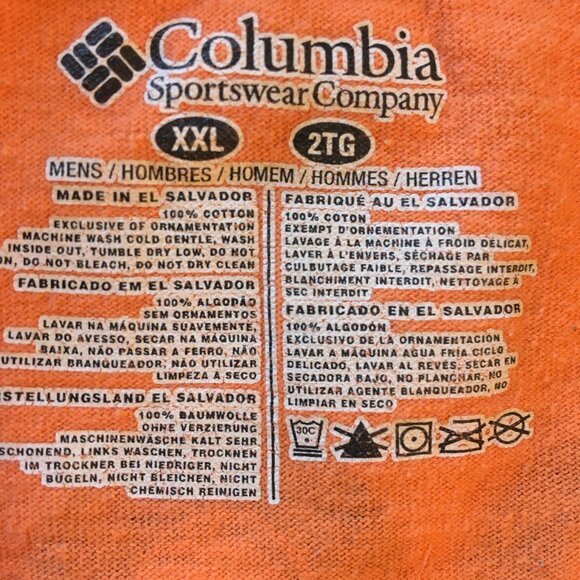 Columbia
Sportswear Company
XXL 2TG
MENS / HOMBRES / HOMEM / HOMMES / HERREN
MADE IN EL SALVADOR
100% COTTON
EXCLUSIVE OF ORNAMENTATION
MACHINE WASH COLD GENTLE, WASH
INSIDE OUT, TUMBLE DRY LOW, DO NOT
DO NOT BLEACH, DO NOT DRY CLEAN
FABRICADO EM EL SALVADOR
100% ALGODÃO
SEM ORNAMENTOS
LAVAR NA MÁQUINA SUAVEMENTE,
LAVAR DO AVESSO, SECAR NA MÁQUINA
BAIXA, NÃO PASSAR A FERRO, NÃO
UTILIZAR BRANQUEADOR, NÃO UTILIZAR
LIMPEZA À SECO
STELLUNGSLAND EL SALVADOR
100% BAUMWOLLE
OHNE VERZIERUNG
MASCHINENWÄSCHE KALT SEHR
SCHONEND, LINKS WASCHEN, TROCKNEN
IM TROCKNER BEI NIEDRIGER, NICHT
BÜGELN, NICHT BLEICHEN, NICHT
CHEMISCH REINIGEN
FABRIQUÉ AU EL SALVADOR
100% COTON
EXEMPT D'ORNEMENTATION
LAVAGE À LA MACHINE À FROID DÉLICAT,
LAVER À L'ENVERS, SÉCHAGE PAR
CULBUTAGE FAIBLE, REPASSAGE INTERDIT,
BLANCHIMENT INTERDIT, NETTOYAGE À
SEC INTERDIT
FABRICADO EN EL SALVADOR
100% ALGODÓN
EXCLUSIVO DE LA ORNAMENTACIÓN
LAVAR A MÁQUINA AGUA FRÍA CICLO
DELICADO, LAVAR AL REVÉS, SECAR EN
SECADORA BAJO, NO PLANCHAR, NO
UTILIZAR AGENTE BLANQUEADOR, NO
LIMPIAR EN SECO
30C